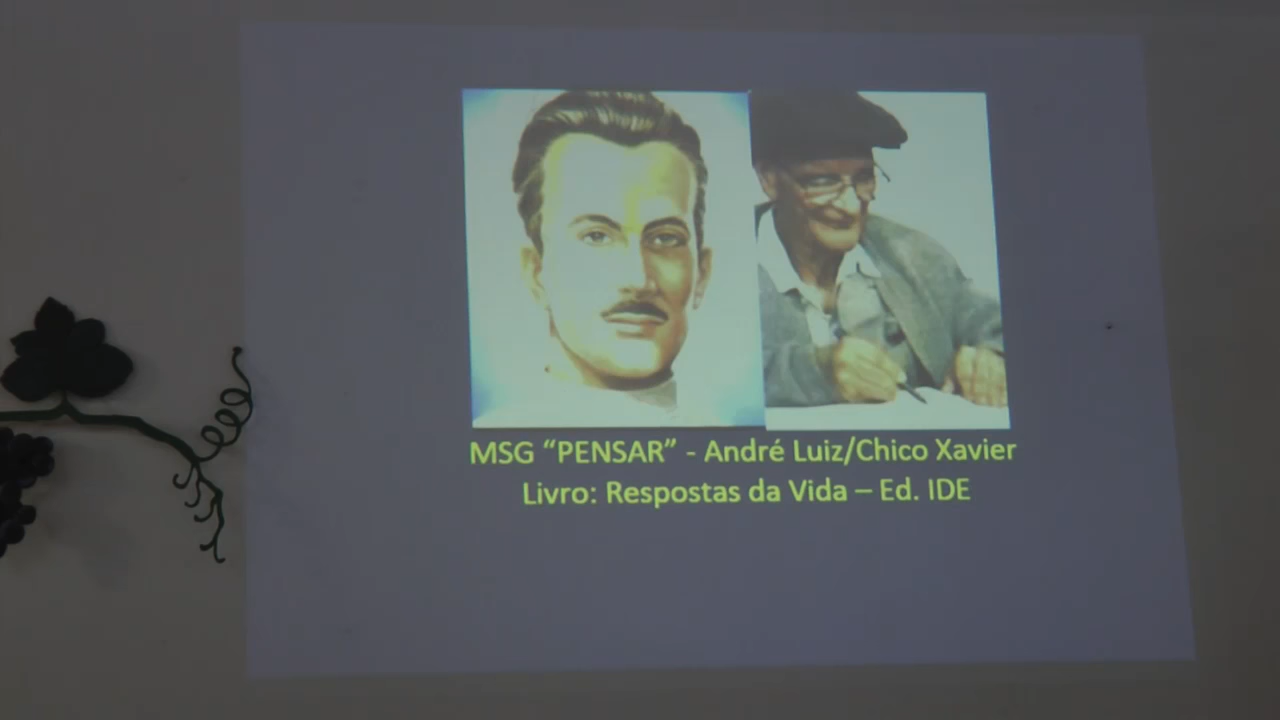 MSG “PENSAR” - André Luiz/Chico Xavier
Livro: Respostas da Vida – Ed. IDE